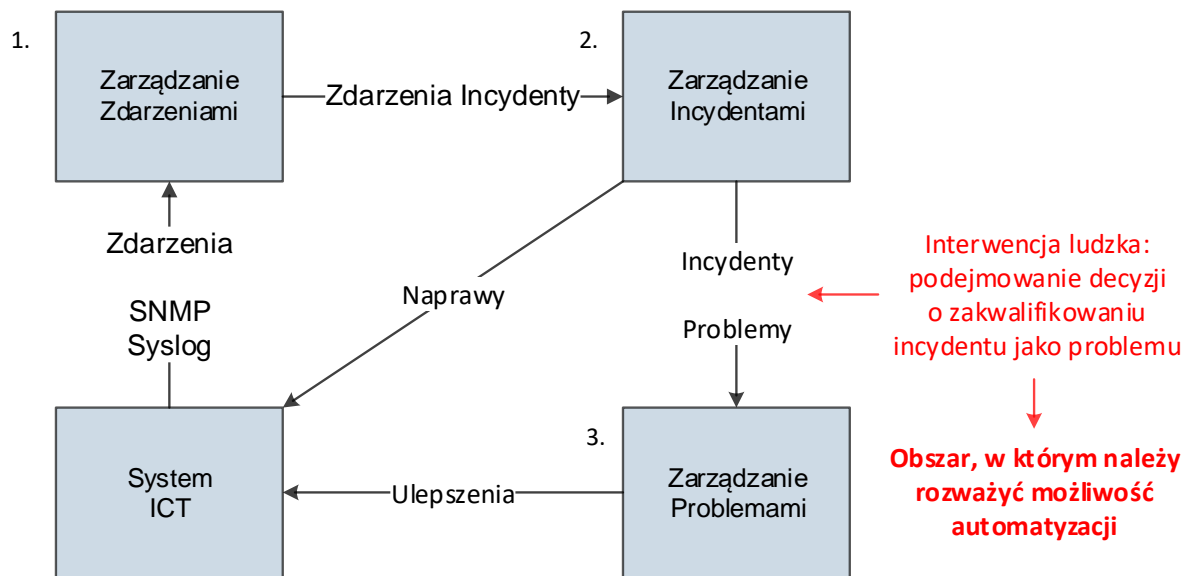 1.
Zarządzanie
Zdarzeniami
Zdarzenia Incydenty
2.
Zarządzanie
Incydentami
Zdarzenia
SNMP
Syslog
Naprawy
Incydenty
Problemy
Interwencja ludzka:
podejmowanie decyzji
o zakwalifikowaniu
incydentu jako problemu
Obszar, w którym należy
rozważyć możliwość
automatyzacji
System
ICT
Ulepszenia
3.
Zarządzanie
Problemami